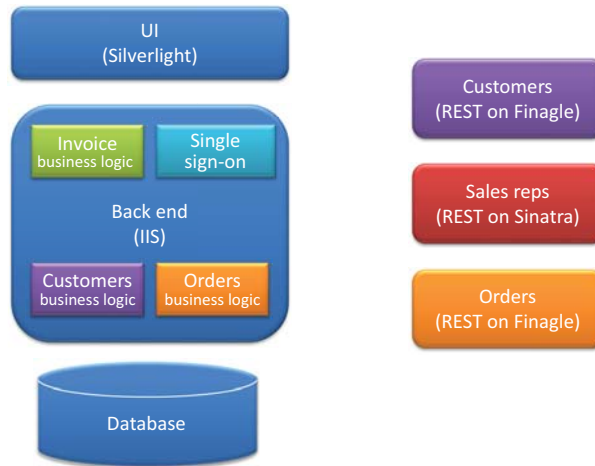 UI
(Silverlight)
Invoice
business logic
Single
sign-on
Back end
(IIS)
Customers
business logic
Orders
business logic
Database
Customers
(REST on Finagle)
Sales reps
(REST on Sinatra)
Orders
(REST on Finagle)